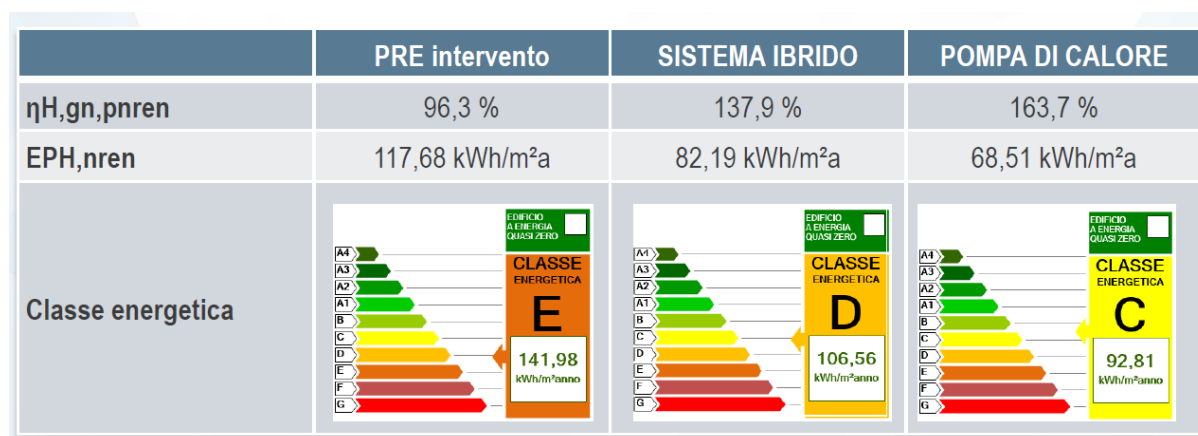 PRE intervento SISTEMA IBRIDO POMPA DI CALORE
ηH,gn,pnren 96,3 % 137,9 % 163,7 %
EPH,nren 117,68 kWh/m²a 82,19 kWh/m²a 68,51 kWh/m²a
Classe energetica
EDIFICIO
A ENERGIA
QUASI ZERO
CLASSE
ENERGETICA
E
141,98
kWh/m²anno
A4
A3
A2
A1
B
C
D
E
F
G
EDIFICIO
A ENERGIA
QUASI ZERO
CLASSE
ENERGETICA
D
106,56
kWh/m²anno
A4
A3
A2
A1
B
C
D
E
F
G
EDIFICIO
A ENERGIA
QUASI ZERO
CLASSE
ENERGETICA
C
92,81
kWh/m²anno
A4
A3
A2
A1
B
C
D
E
F
G